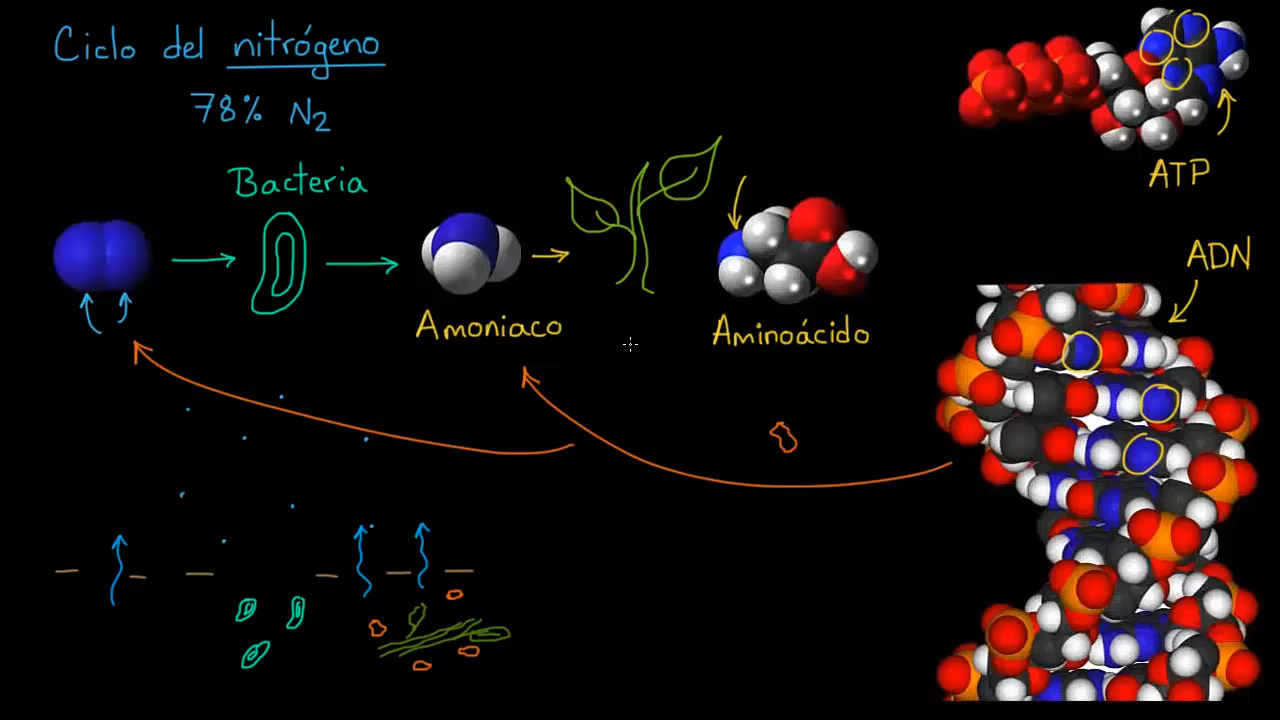 Ciclo del nitrógeno
78% N2
Bacteria
ATP
ADN
Amoniaco
Aminoácido